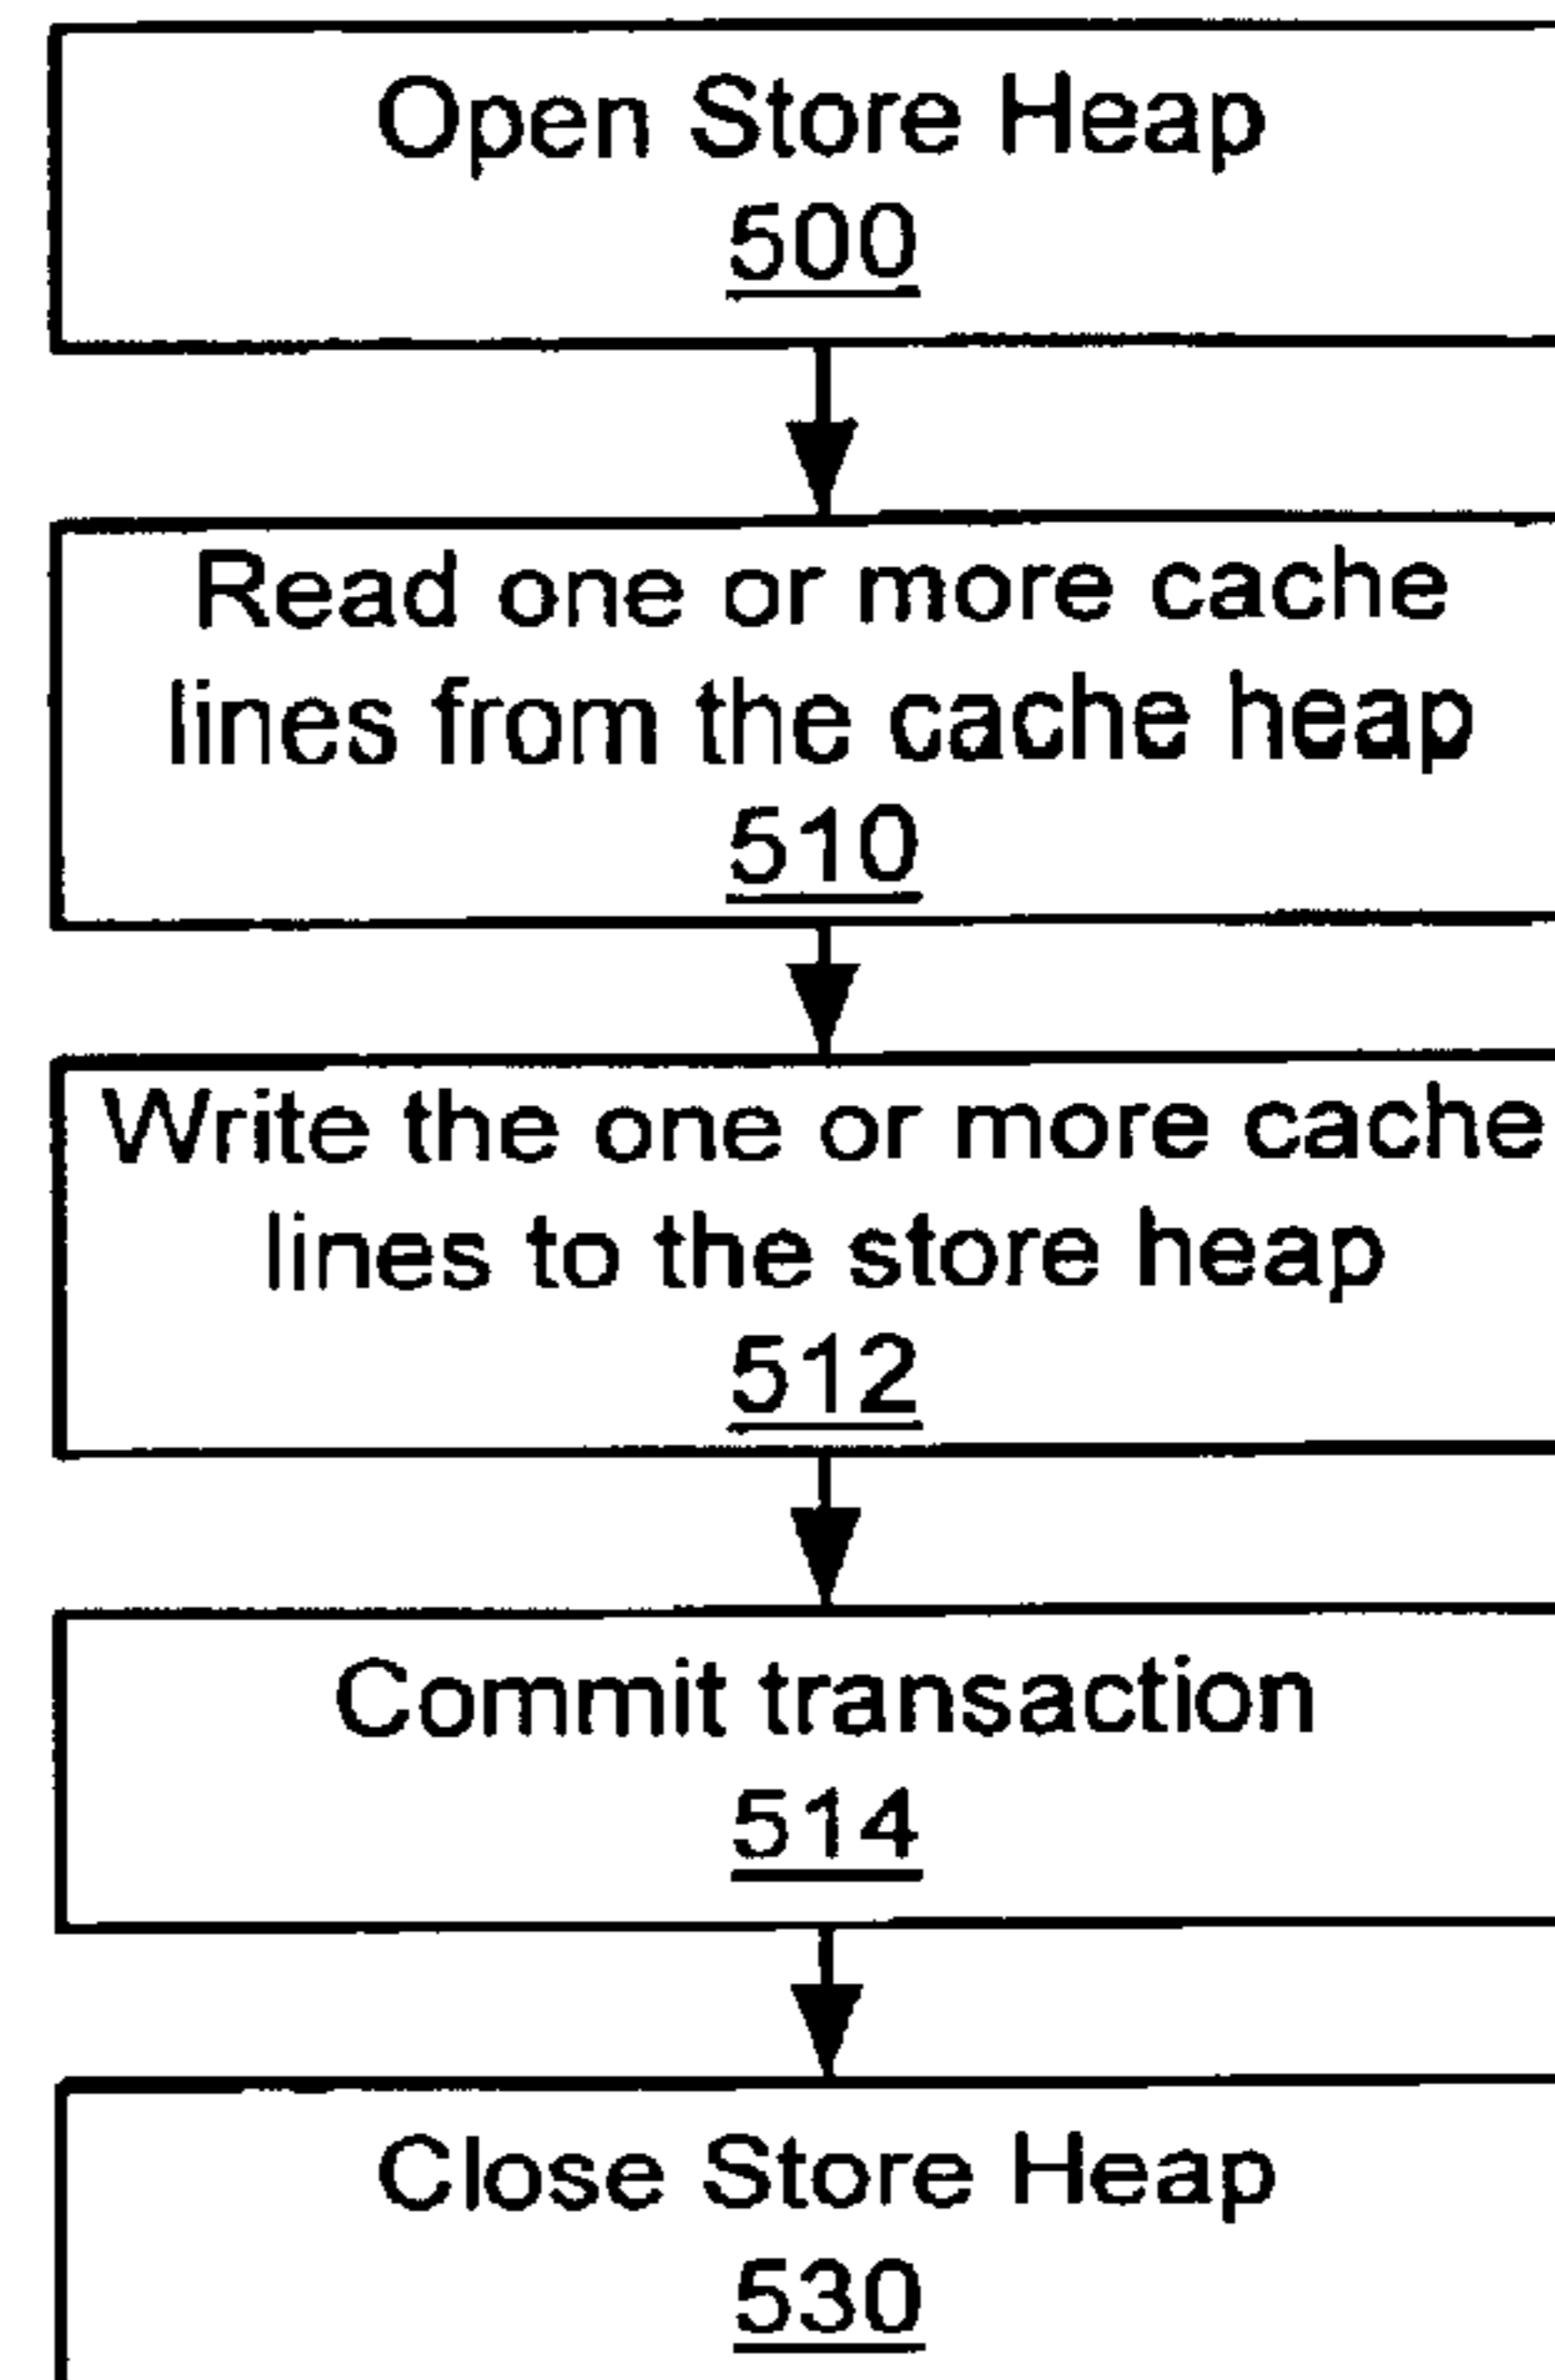 Open Store Heap
500
Read one or more cache
lines from the cache heap
510
Write the one or more cache
lines to the store heap
512
Commit transaction
514
Close Store Heap
530